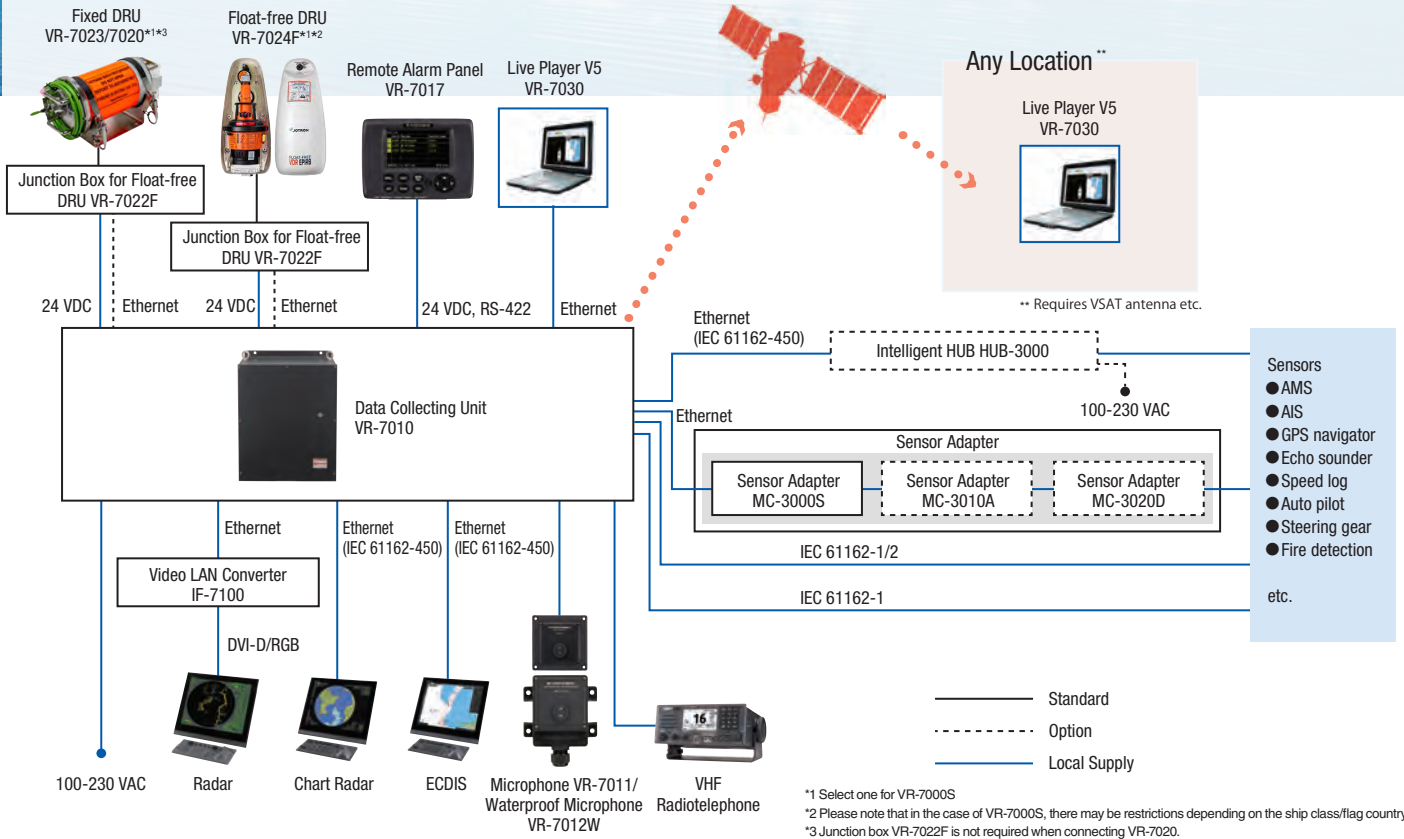 Fixed DRU
VR-7023/7020*1*3
Float-free DRU
VR-7024F*1*2
Remote Alarm Panel
VR-7017
Live Player V5
VR-7030
Any Location **
Live Player V5
VR-7030
** Requires VSAT antenna etc.
JOTRON
FLOAT-FREE
VDR EPIRB
Junction Box for Float-free
DRU VR-7022F
Junction Box for Float-free
DRU VR-7022F
24 VDC
Ethernet
24 VDC
Ethernet
24 VDC, RS-422
Ethernet
Data Collecting Unit
VR-7010
Ethernet
(IEC 61162-450)
Intelligent HUB HUB-3000
100-230 VAC
Ethernet
Sensor Adapter
Sensor Adapter
MC-3000S
Sensor Adapter
MC-3010A
Sensor Adapter
MC-3020D
IEC 61162-1/2
IEC 61162-1
Sensors
●AMS
●AIS
●GPS navigator
●Echo sounder
●Speed log
●Auto pilot
●Steering gear
●Fire detection
etc.
Ethernet
Ethernet
(IEC 61162-450)
Ethernet
(IEC 61162-450)
Video LAN Converter
IF-7100
DVI-D/RGB
16
100-230 VAC
Radar
Chart Radar
ECDIS
Microphone VR-7011/
Waterproof Microphone
VR-7012W
VHF
Radiotelephone
Standard
Option
Local Supply
*1 Select one for VR-7000S
*2 Please note that in the case of VR-7000S, there may be restrictions depending on the ship class/flag country
*3 Junction box VR-7022F is not required when connecting VR-7020.